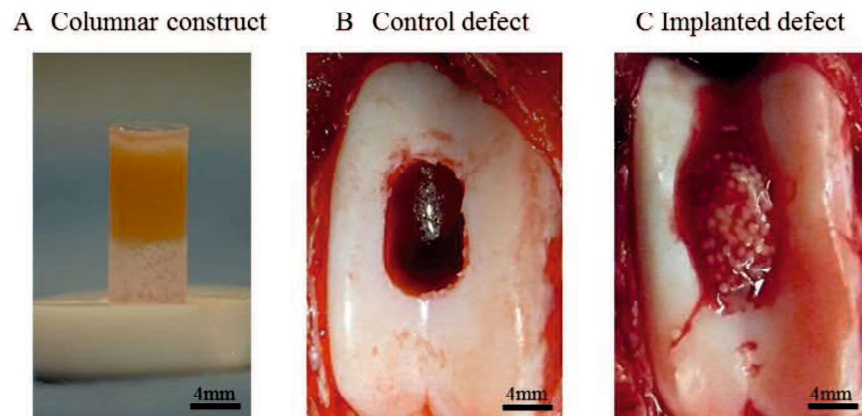 A Columnar construct
B Control defect
C Implanted defect
4mm
4mm
4mm